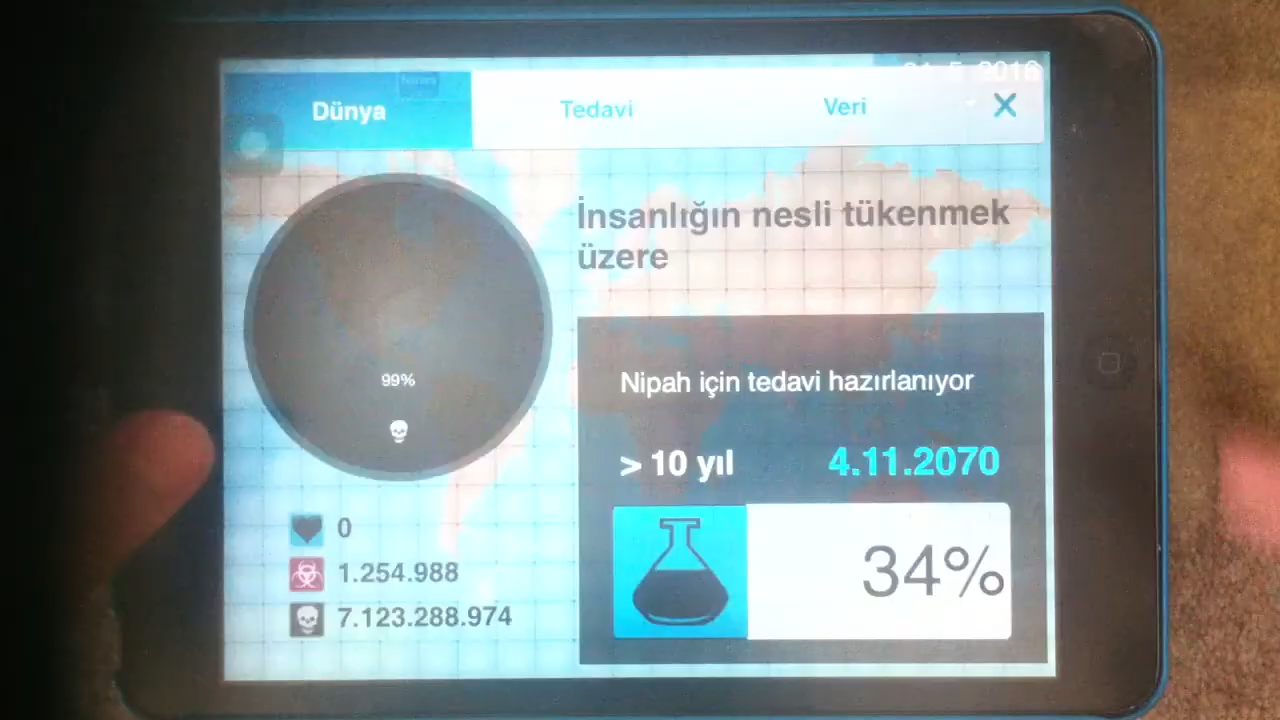 Dünya
Tedavi
Veri
İnsanlığın nesli tükenmek
üzere
99%
Nipah için tedavi hazırlanıyor
> 10 yıl
4.11.2070
34%
0
1.254.988
7.123.288.974